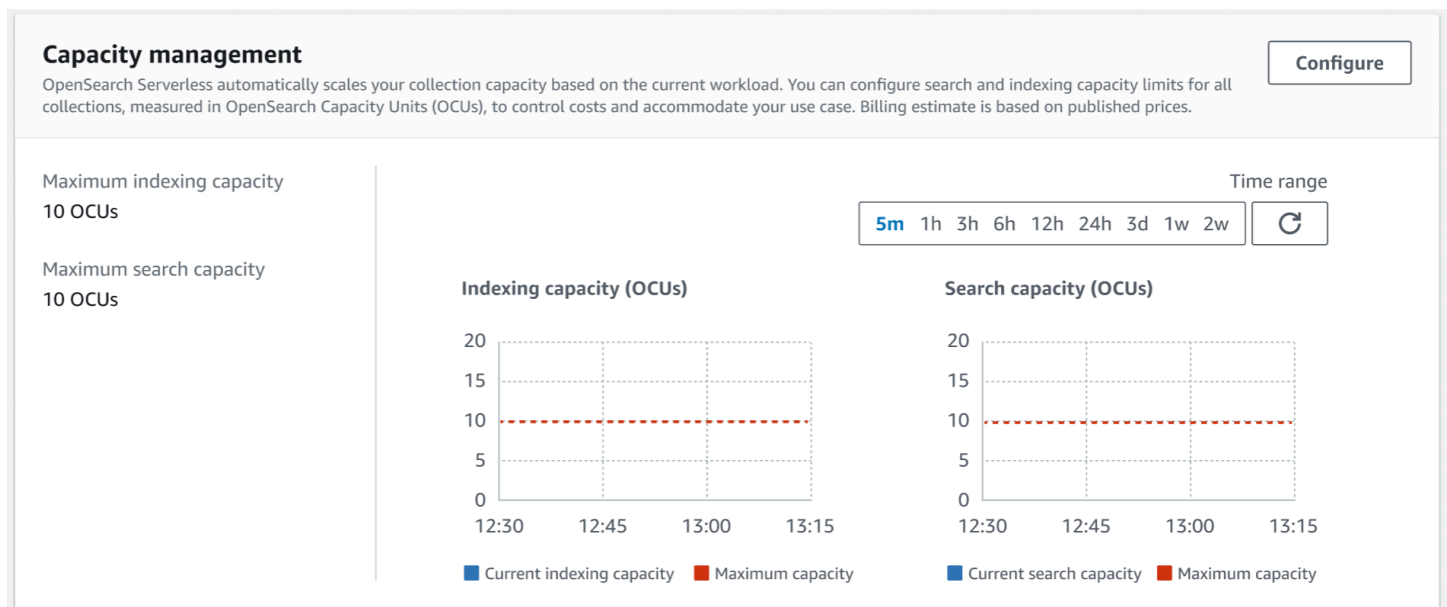 Capacity management
Configure
OpenSearch Serverless automatically scales your collection capacity based on the current workload. You can configure search and indexing capacity limits for all
collections, measured in OpenSearch Capacity Units (OCUs), to control costs and accommodate your use case. Billing estimate is based on published prices.
Maximum indexing capacity
10 OCUs
Maximum search capacity
10 OCUs
Time range
5m 1h 3h 6h 12h 24h 3d 1w 2w
Indexing capacity (OCUs)
20
15
10
5
0
12:30 12:45 13:00 13:15
Current indexing capacity Maximum capacity
Search capacity (OCUs)
20
15
10
5
0
12:30 12:45 13:00 13:15
Current search capacity Maximum capacity